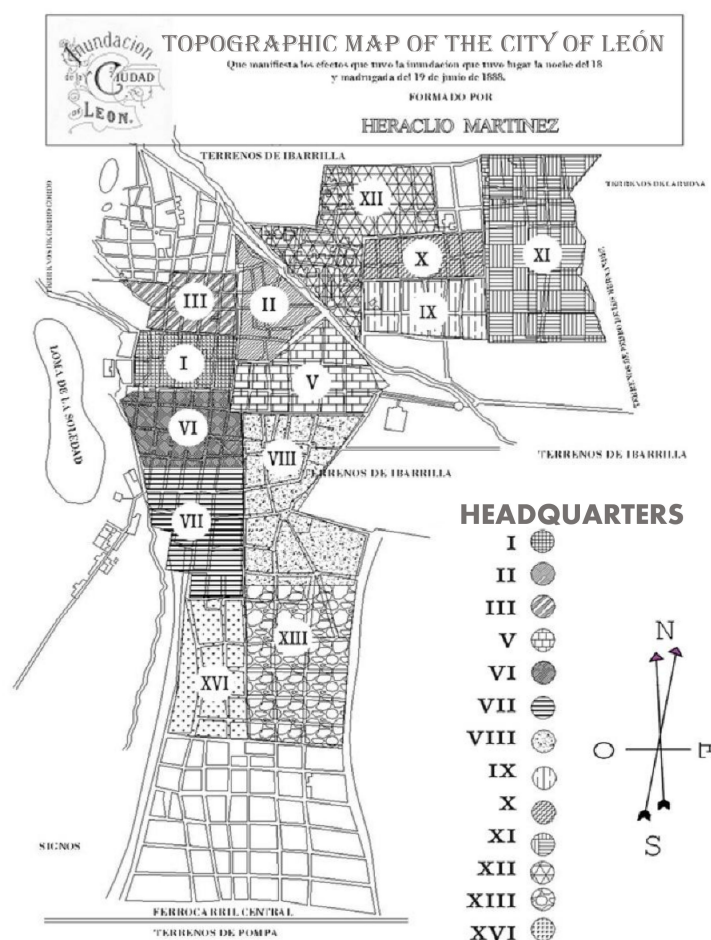 Inundacion
de la
CIUDAD
DE LEON.
TOPOGRAPHIC MAP OF THE CITY OF LEÓN
Que manifiesta los efectos que tuvo la inundacion que tuvo lugar la noche del 18
y madrugada del 19 de junio de 1888.
FORMADO POR
HERACLIO MARTINEZ
TERRENOS DE IBARRILLA
TERRENOS DE CARMONA
XII
XI
X
IX
III
II
I
V
LOMA DE LA SOLEDAD
VI
VIII
TERRENOS DE IBARRILLA
TERRENOS DE IBARRILLA
VII
XIII
XVI
HEADQUARTERS
I
II
III
V
VI
VII
VIII
IX
X
XI
XII
XIII
XVI
N
O
E
S
SIGNOS
FERROCARRIL CENTRAL
TERRENOS DE POMPA